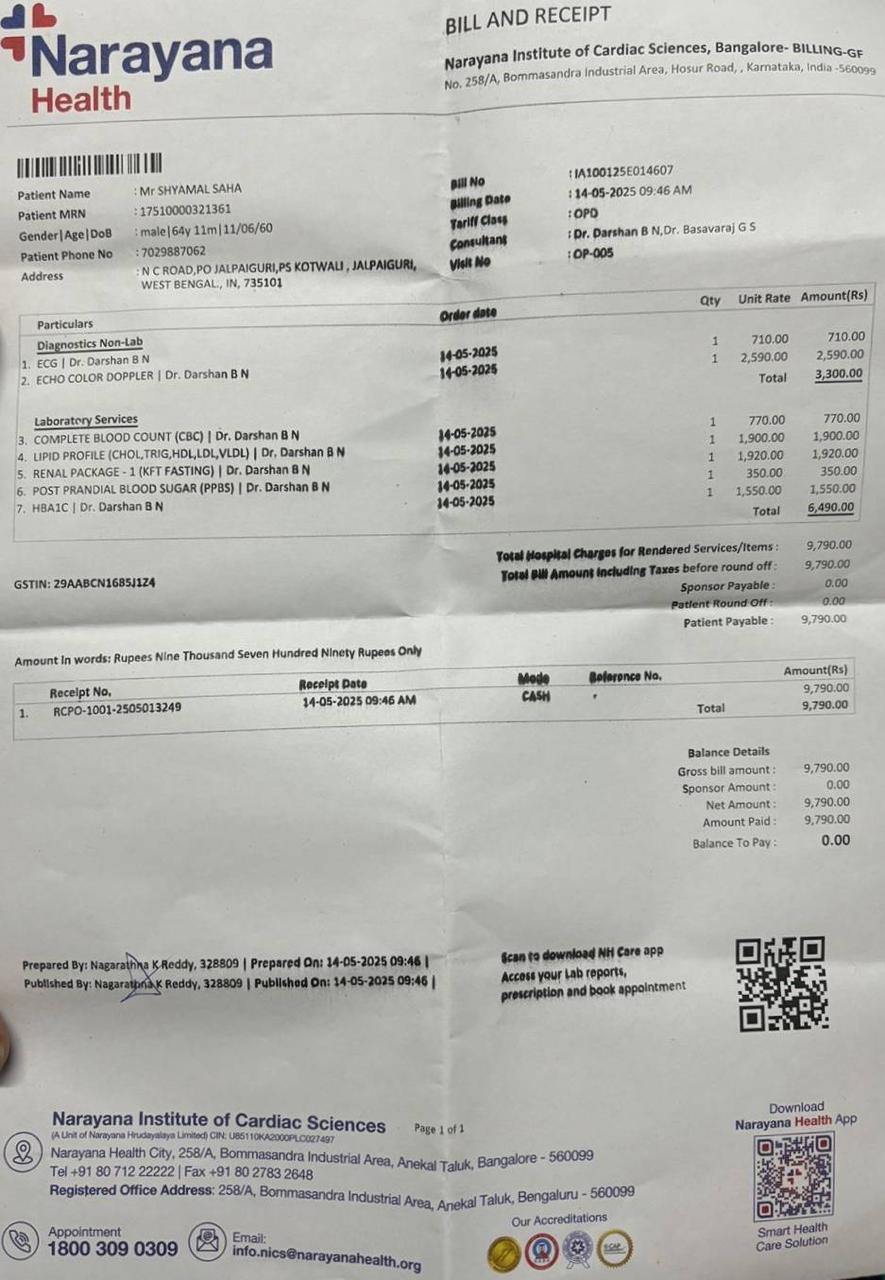 Narayana
Health
BILL AND RECEIPT
Narayana Institute of Cardiac Sciences, Bangalore- BILLING-GF
No. 258/A, Bommasandra Industrial Area, Hosur Road, , Karnataka, India -560099
Patient Name : Mr SHYAMAL SAHA
Patient MRN : 17510000321361
Gender|Age|DoB : male|64y 11m|11/06/60
Patient Phone No : 7029887062
Address : N C ROAD,PO JALPAIGURI,PS KOTWALI , JALPAIGURI,
WEST BENGAL., IN, 735101
Bill No : IA100125E014607
Billing Date : 14-05-2025 09:46 AM
Tariff Class : OPD
Consultant : Dr. Darshan B N,Dr. Basavaraj G S
Visit No : OP-005
Particulars Order date Qty Unit Rate Amount(Rs)
Diagnostics Non-Lab
1. ECG | Dr. Darshan B N 14-05-2025 1 710.00 710.00
2. ECHO COLOR DOPPLER | Dr. Darshan B N 14-05-2025 1 2,590.00 2,590.00
Total 3,300.00
Laboratory Services
3. COMPLETE BLOOD COUNT (CBC) | Dr. Darshan B N 14-05-2025 1 770.00 770.00
4. LIPID PROFILE (CHOL,TRIG,HDL,LDL,VLDL) | Dr. Darshan B N 14-05-2025 1 1,900.00 1,900.00
5. RENAL PACKAGE - 1 (KFT FASTING) | Dr. Darshan B N 14-05-2025 1 1,920.00 1,920.00
6. POST PRANDIAL BLOOD SUGAR (PPBS) | Dr. Darshan B N 14-05-2025 1 350.00 350.00
7. HBA1C | Dr. Darshan B N 14-05-2025 1 1,550.00 1,550.00
Total 6,490.00
Total Hospital Charges for Rendered Services/Items : 9,790.00
Total Bill Amount Including Taxes before round off : 9,790.00
GSTIN: 29AABCN1685J1Z4
Sponsor Payable : 0.00
Patient Round Off : 0.00
Patient Payable : 9,790.00
Amount in words: Rupees Nine Thousand Seven Hundred Ninety Rupees Only
Receipt No. Receipt Date Mode Reference No. Amount(Rs)
1. RCPO-1001-2505013249 14-05-2025 09:46 AM CASH 9,790.00
Total 9,790.00
Balance Details
Gross bill amount : 9,790.00
Sponsor Amount : 0.00
Net Amount : 9,790.00
Amount Paid : 9,790.00
Balance To Pay : 0.00
Prepared By: Nagarathna K Reddy, 328809 | Prepared On: 14-05-2025 09:46 |
Published By: Nagarathna K Reddy, 328809 | Published On: 14-05-2025 09:46 |
Scan to download NH Care app
Access your Lab reports,
prescription and book appointment
Narayana Institute of Cardiac Sciences Page 1 of 1
(A Unit of Narayana Hrudayalaya Limited) CIN: U85110KA2000PLC027497
Narayana Health City, 258/A, Bommasandra Industrial Area, Anekal Taluk, Bangalore - 560099
Tel +91 80 712 22222 | Fax +91 80 2783 2648
Registered Office Address: 258/A, Bommasandra Industrial Area, Anekal Taluk, Bengaluru - 560099
Appointment
1800 309 0309
Email:
info.nics@narayanahealth.org
Our Accreditations
Download
Narayana Health App
Smart Health
Care Solution